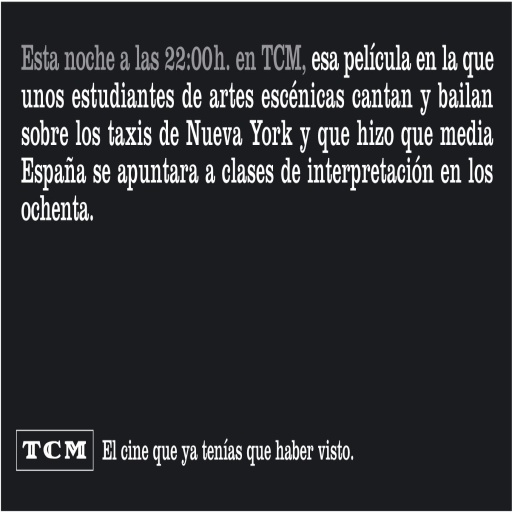 Esta noche a las 22:00h. en TCM, esa película en la que
unos estudiantes de artes escénicas cantan y bailan
sobre los taxis de Nueva York y que hizo que media
España se apuntara a clases de interpretación en los
ochenta.
TCM El cine que ya tenías que haber visto.